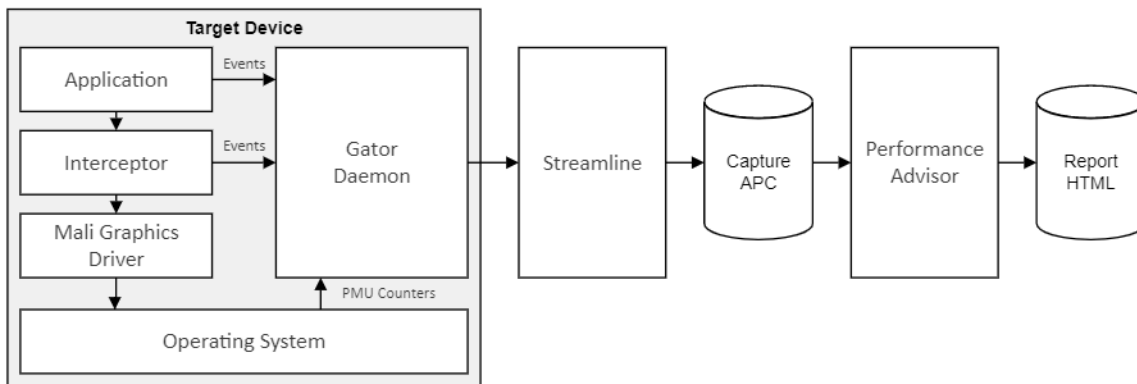 Target Device
Application
Events
Interceptor
Events
Mali Graphics
Driver
Gator
Daemon
PMU Counters
Operating System
Streamline
Capture
APC
Performance
Advisor
Report
HTML